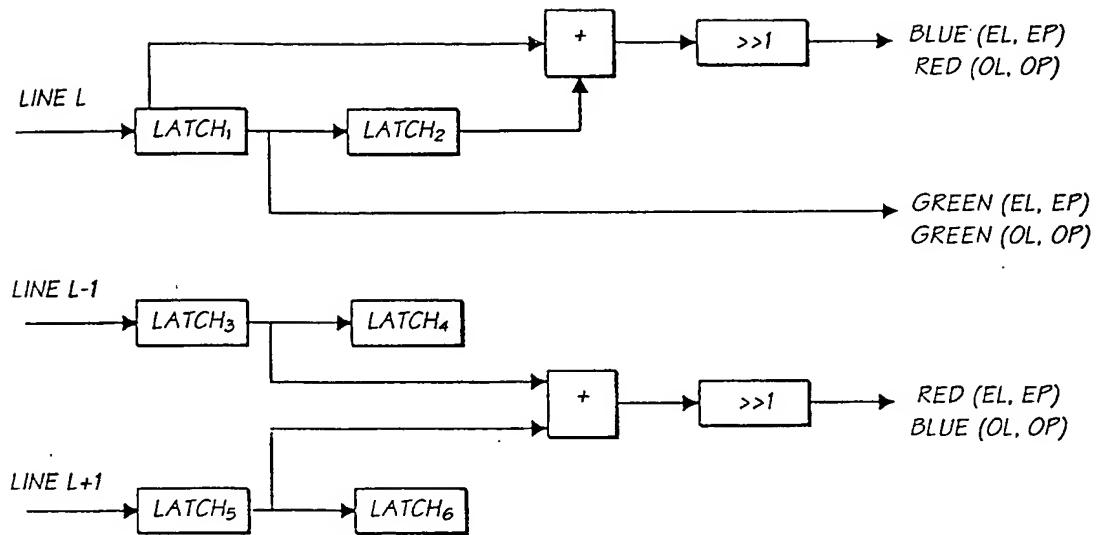 +
>>1
BLUE (EL, EP)
RED (OL, OP)
LINE L
LATCH₁
LATCH₂
GREEN (EL, EP)
GREEN (OL, OP)
LINE L-1
LATCH₃
LATCH₄
+
>>1
RED (EL, EP)
BLUE (OL, OP)
LINE L+1
LATCH₅
LATCH₆